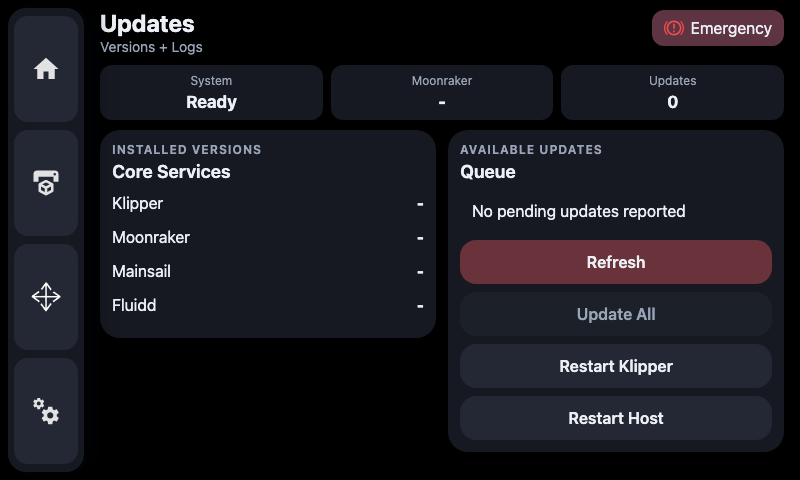 Updates
Versions + Logs
Emergency
System
Ready
Moonraker
-
Updates
0
INSTALLED VERSIONS
Core Services
Klipper -
Moonraker -
Mainsail -
Fluidd -
AVAILABLE UPDATES
Queue
No pending updates reported
Refresh
Update All
Restart Klipper
Restart Host